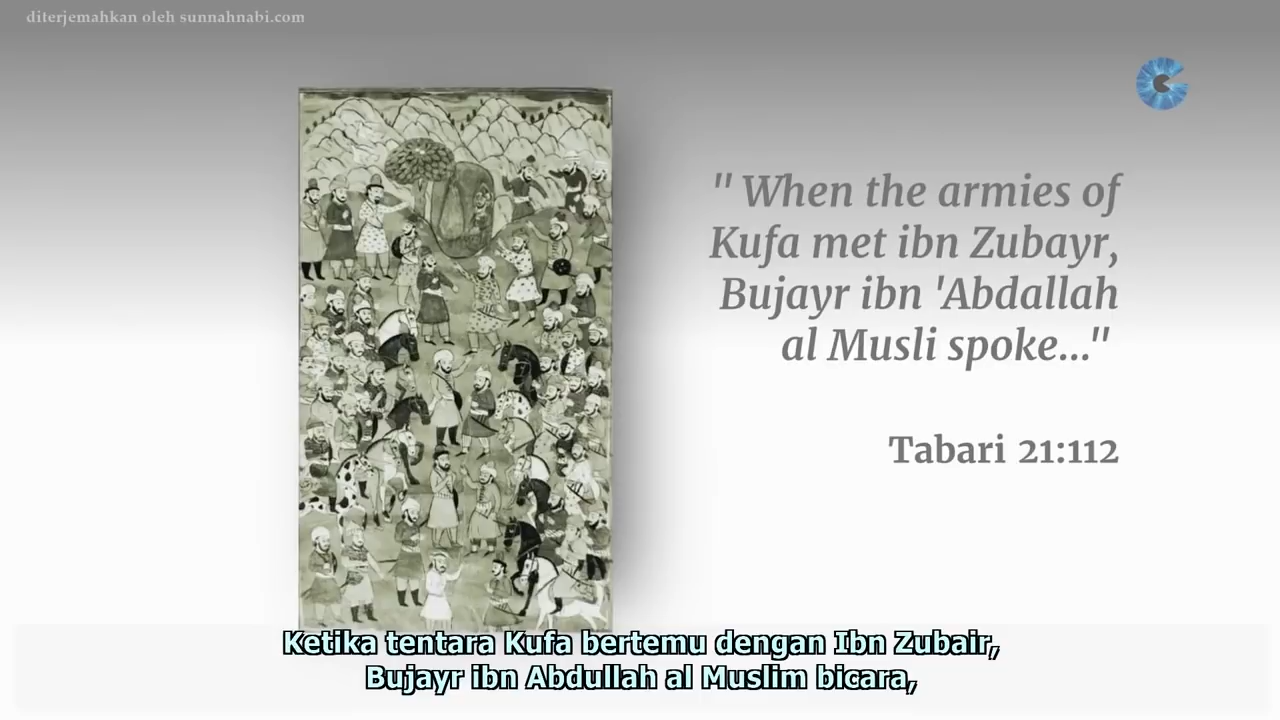 diterjemahkan oleh sunnahnabi.com
" When the armies of
Kufa met ibn Zubayr,
Bujayr ibn 'Abdallah
al Musli spoke..."
Tabari 21:112
Ketika tentara Kufa bertemu dengan Ibn Zubair,
Bujayr ibn Abdullah al Muslim bicara,